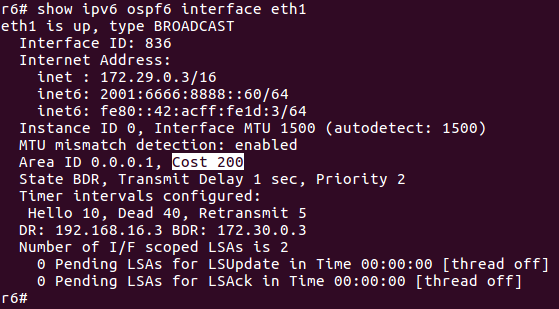 r6# show ipv6 ospf6 interface eth1
eth1 is up, type BROADCAST
  Interface ID: 836
  Internet Address:
    inet : 172.29.0.3/16
    inet6: 2001:6666:8888::60/64
    inet6: fe80::42:acff:fe1d:3/64
  Instance ID 0, Interface MTU 1500 (autodetect: 1500)
  MTU mismatch detection: enabled
  Area ID 0.0.0.1, Cost 200
  State BDR, Transmit Delay 1 sec, Priority 2
  Timer intervals configured:
   Hello 10, Dead 40, Retransmit 5
  DR: 192.168.16.3 BDR: 172.30.0.3
  Number of I/F scoped LSAs is 2
    0 Pending LSAs for LSUpdate in Time 00:00:00 [thread off]
    0 Pending LSAs for LSAck in Time 00:00:00 [thread off]
r6#